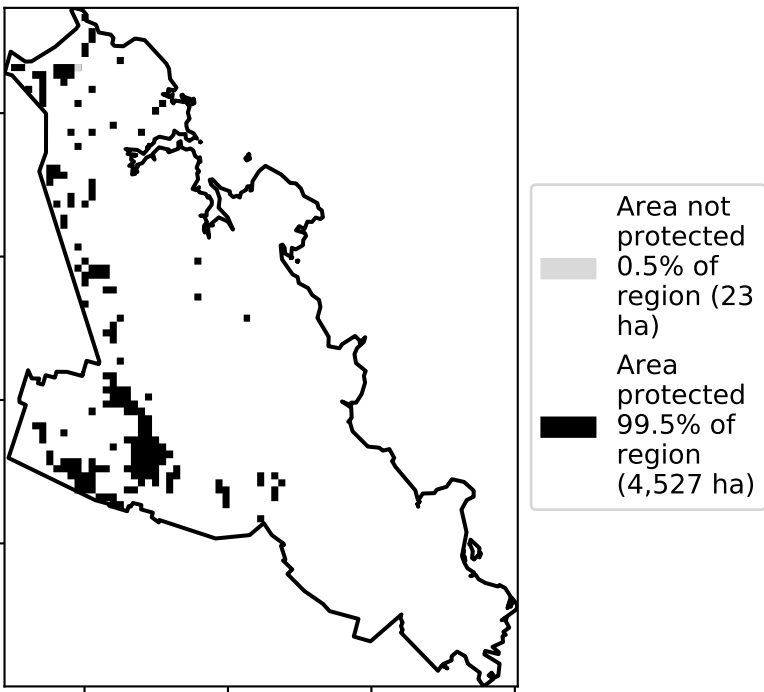 Area not
protected
0.5% of
region (23
ha)
Area
protected
99.5% of
region
(4,527 ha)